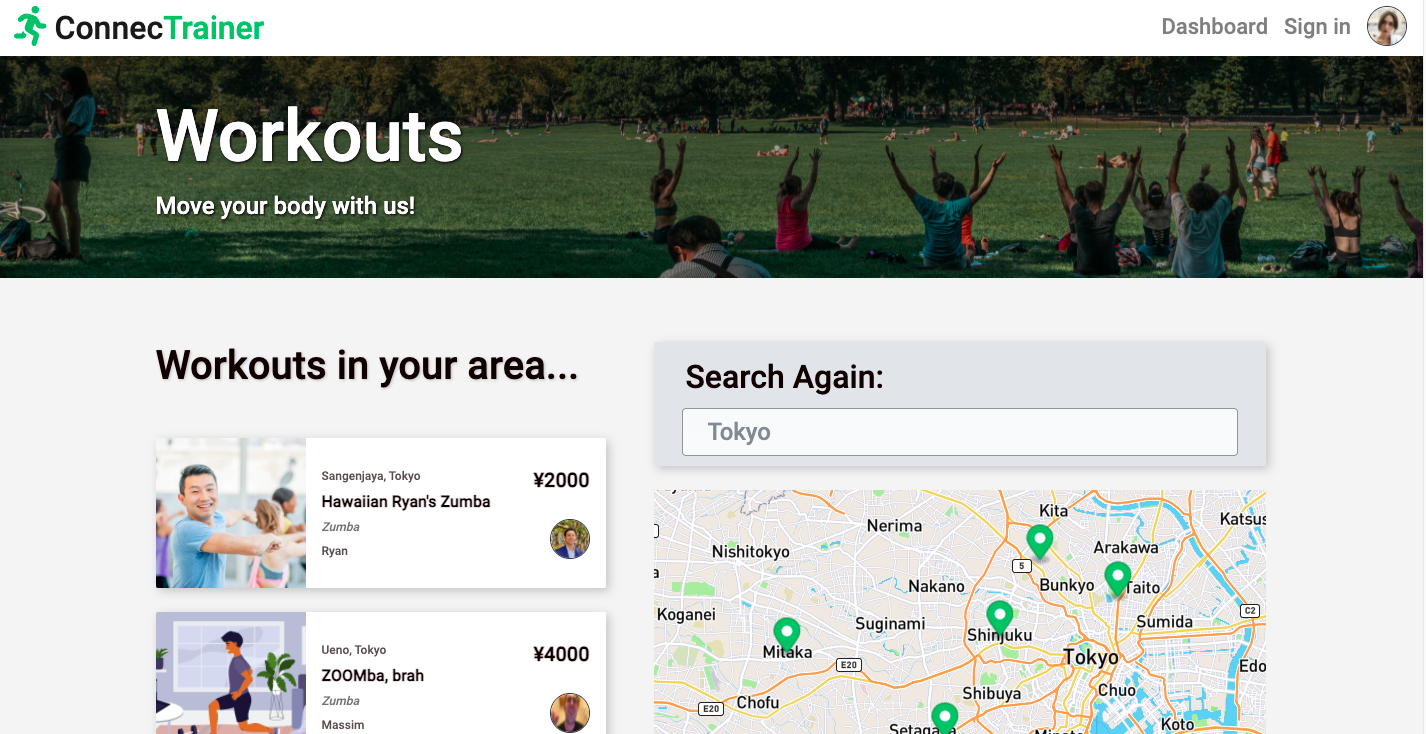 ConnecTrainer
Dashboard
Sign in
Workouts
Move your body with us!
Workouts in your area...
Sangenjaya, Tokyo
¥2000
Hawaiian Ryan's Zumba
Zumba
Ryan
Ueno, Tokyo
¥4000
ZOOMba, brah
Zumba
Massim
Search Again:
Tokyo
Kita
Katsus
Nerima
Arakawa
Nishitokyo
5
Bunkyo
Taito
Nakano
Koganei
C2
Suginami
Sumida
Shinjuku
Mitaka
Tokyo
E20
Edo
Shibuya
Chuo
Chofu
E20
Koto